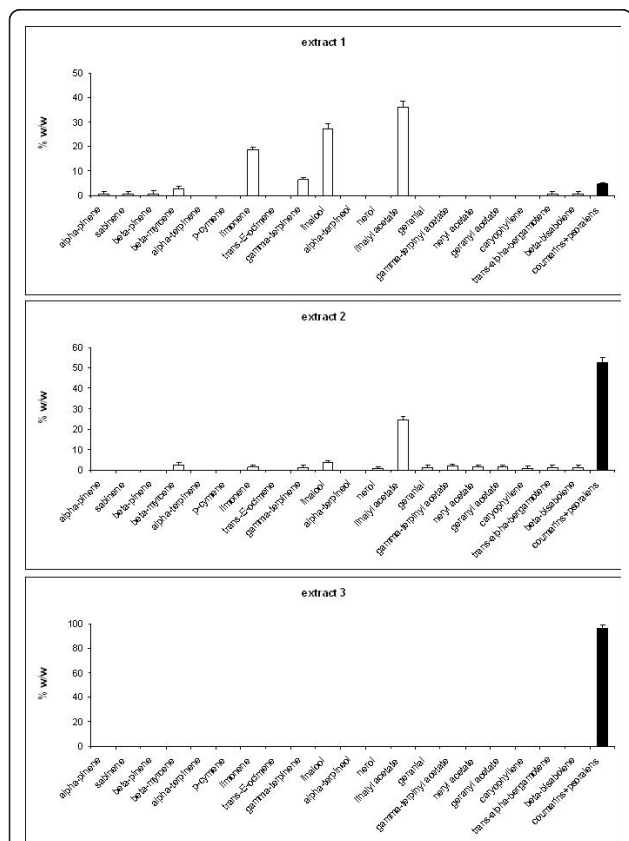 extract 1
% w/w
50
40
30
20
10
0
alpha-pinene
sabinene
beta-pinene
beta-myrcene
alpha-terpinene
p-cymene
limonene
trans-E-ocimene
gamma-terpinene
linalool
alpha-terpineol
nerol
linalyl acetate
geranial
gamma-terpinyl acetate
neryl acetate
geranyl acetate
caryophyllene
trans-alpha-bergamotene
beta-bisabolene
coumarins+psoralens
extract 2
% w/w
60
50
40
30
20
10
0
alpha-pinene
sabinene
beta-pinene
beta-myrcene
alpha-terpinene
p-cymene
limonene
trans-E-ocimene
gamma-terpinene
linalool
alpha-terpineol
nerol
linalyl acetate
geranial
gamma-terpinyl acetate
neryl acetate
geranyl acetate
caryophyllene
trans-alpha-bergamotene
beta-bisabolene
coumarins+psoralens
extract 3
% w/w
100
80
60
40
20
0
alpha-pinene
sabinene
beta-pinene
beta-myrcene
alpha-terpinene
p-cymene
limonene
trans-E-ocimene
gamma-terpinene
linalool
alpha-terpineol
nerol
linalyl acetate
geranial
gamma-terpinyl acetate
neryl acetate
geranyl acetate
caryophyllene
trans-alpha-bergamotene
beta-bisabolene
coumarins+psoralens